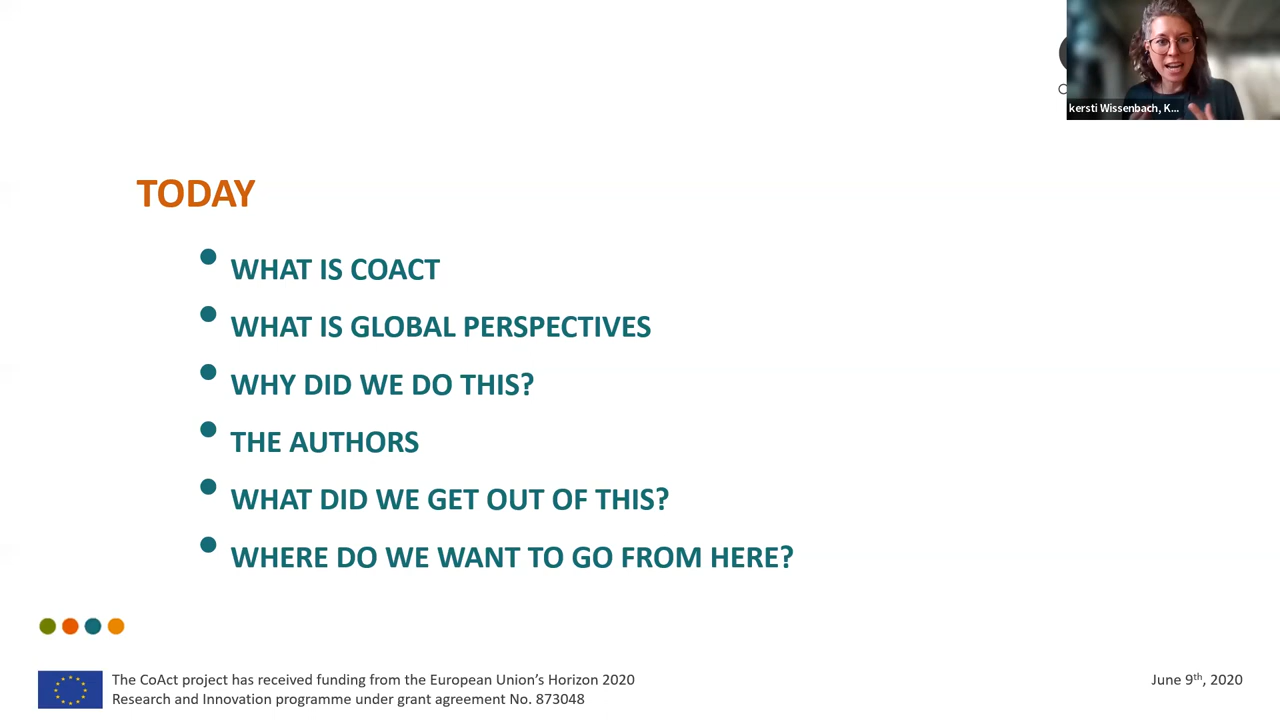 kersti Wissenbach, K...
TODAY
WHAT IS COACT
WHAT IS GLOBAL PERSPECTIVES
WHY DID WE DO THIS?
THE AUTHORS
WHAT DID WE GET OUT OF THIS?
WHERE DO WE WANT TO GO FROM HERE?
The CoAct project has received funding from the European Union's Horizon 2020
Research and Innovation programme under grant agreement No. 873048
June 9th, 2020